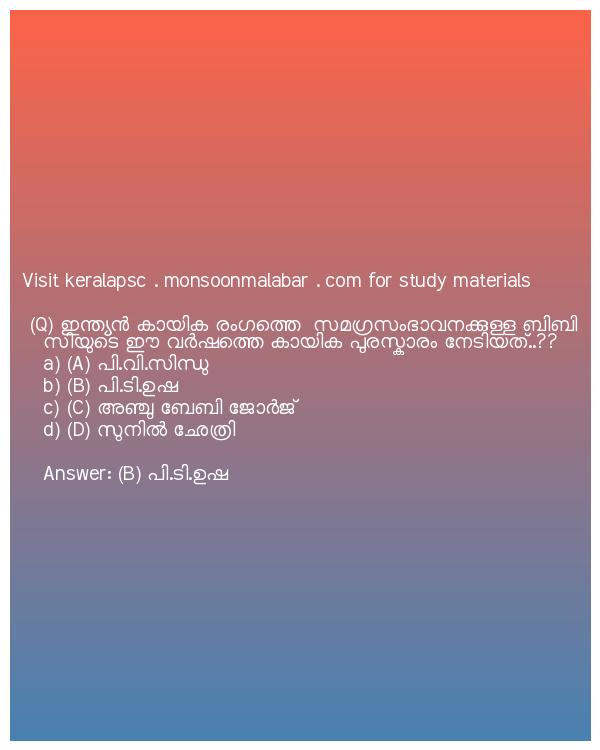 Visit keralapsc . monsoonmalabar . com for study materials
(Q) ഇന്ത്യൻ കായിക രംഗത്തെ സമഗ്രസംഭാവനക്കുള്ള ബിബി
സിയുടെ ഈ വർഷത്തെ കായിക പുരസ്കാരം നേടിയത്..??
a) (A) പി.വി.സിന്ധു
b) (B) പി.ടി.ഉഷ
c) (C) അഞ്ചു ബേബി ജോർജ്
d) (D) സുനിൽ ഛേത്രി
Answer: (B) പി.ടി.ഉഷ